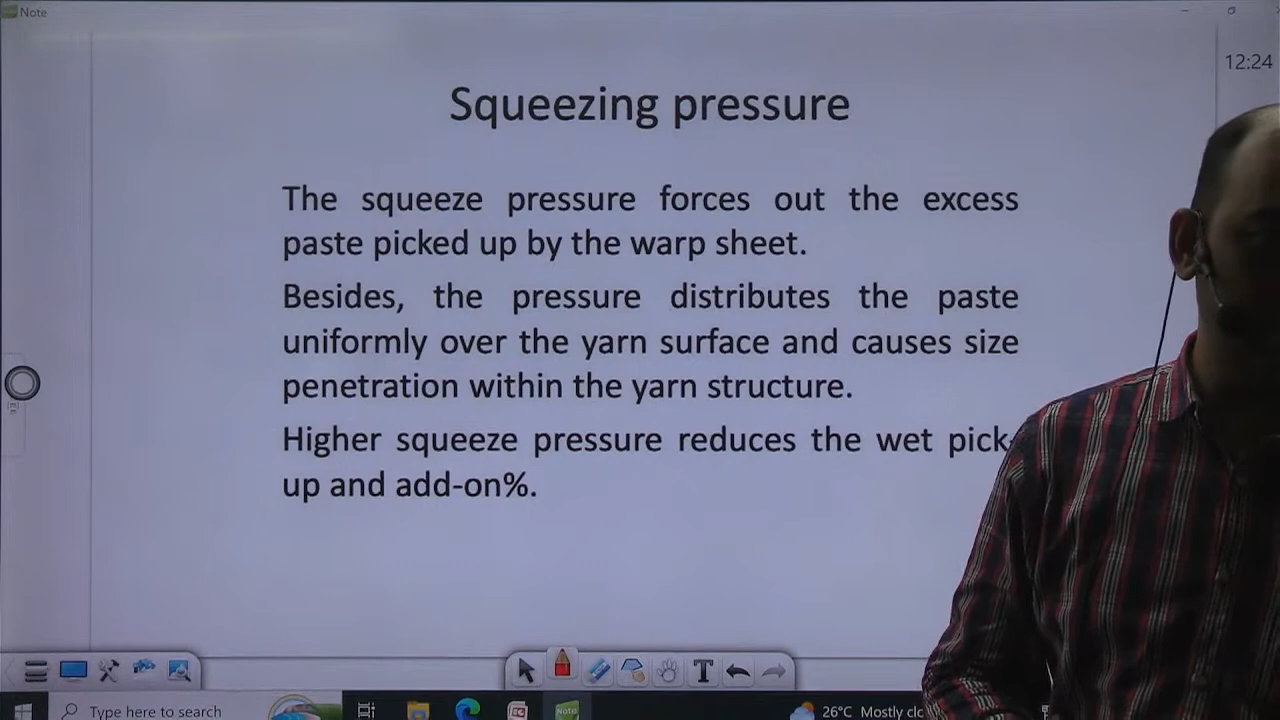 Note
12:24
Squeezing pressure
The squeeze pressure forces out the excess
paste picked up by the warp sheet.
Besides, the pressure distributes the paste
uniformly over the yarn surface and causes size
penetration within the yarn structure.
Higher squeeze pressure reduces the wet pick-
up and add-on%.
T
Type here to search
Note
26°C Mostly clo